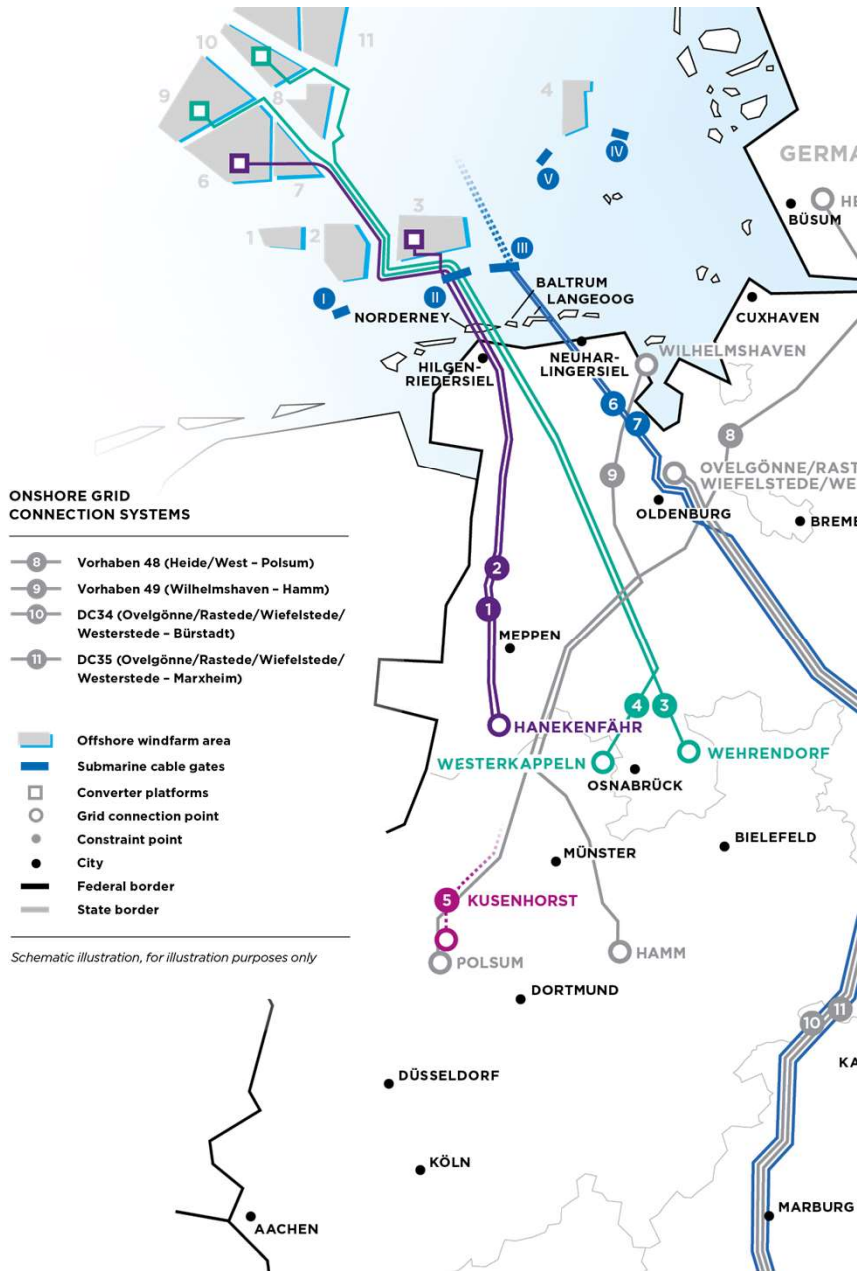 10
11
9
8
4
IV
V
GERMA
6
7
HE
BÜSUM
3
1
2
III
II
I
BALTRUM
LANGEOOG
CUXHAVEN
NORDERNEY
HILGEN-
RIEDERSIEL
NEUHAR-
LINGERSIEL
WILHELMSHAVEN
6
7
8
9
OVELGÖNNE/RAST
WIEFELSTEDE/WE
OLDENBURG
BREME
ONSHORE GRID
CONNECTION SYSTEMS
8 Vorhaben 48 (Heide/West – Polsum)
9 Vorhaben 49 (Wilhelmshaven – Hamm)
10 DC34 (Ovelgönne/Rastede/Wiefelstede/
Westerstede – Bürstadt)
11 DC35 (Ovelgönne/Rastede/Wiefelstede/
Westerstede – Marxheim)
Offshore windfarm area
Submarine cable gates
Converter platforms
Grid connection point
Constraint point
City
Federal border
State border
Schematic illustration, for illustration purposes only
2
1
MEPPEN
HANEKENFÄHR
4
3
WESTERKAPPELN
WEHRENDORF
OSNABRÜCK
BIELEFELD
MÜNSTER
5
KUSENHORST
POLSUM
HAMM
DORTMUND
10
11
KA
DÜSSELDORF
KÖLN
AACHEN
MARBURG